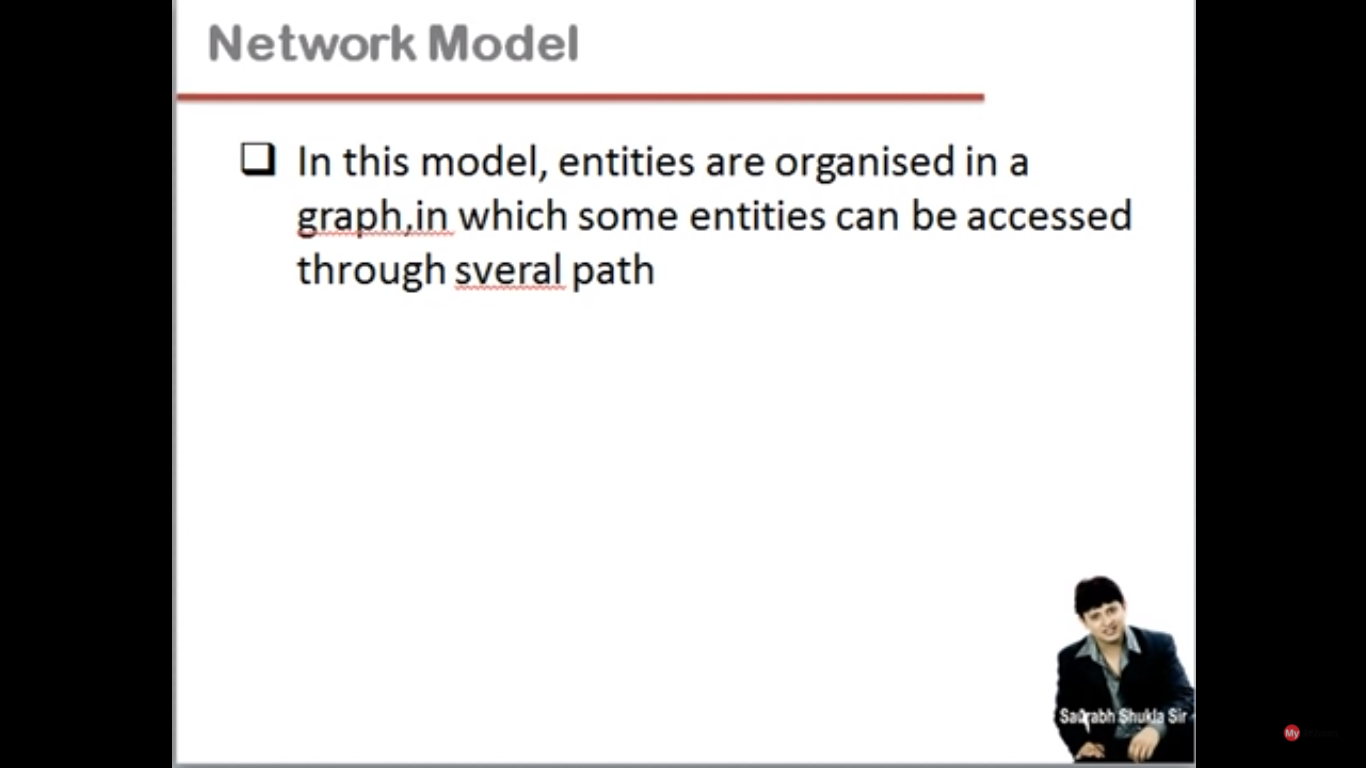 Network Model
In this model, entities are organised in a
graph,in which some entities can be accessed
through sveral path
Saurabh Shukla Sir
My